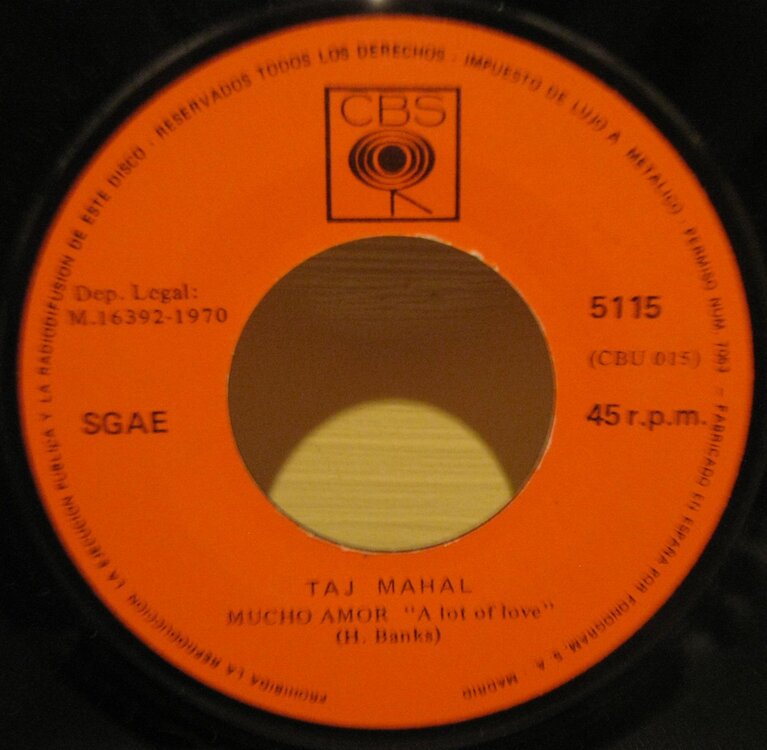 PROHIBIDA LA REPRODUCCION, LA EJECUCION PUBLICA Y LA RADIODIFUSION DE ESTE DISCO · RESERVADOS TODOS LOS DERECHOS · IMPUESTO DE LUJO A METALICO · PERMISO NUM. 7063 – FABRICADO EN ESPAÑA POR FONOGRAM, S. A. MADRID
CBS
Dep. Legal:
M.16392-1970
5115
(CBU 015)
SGAE
45 r.p.m.
TAJ MAHAL
MUCHO AMOR "A lot of love"
(H. Banks)